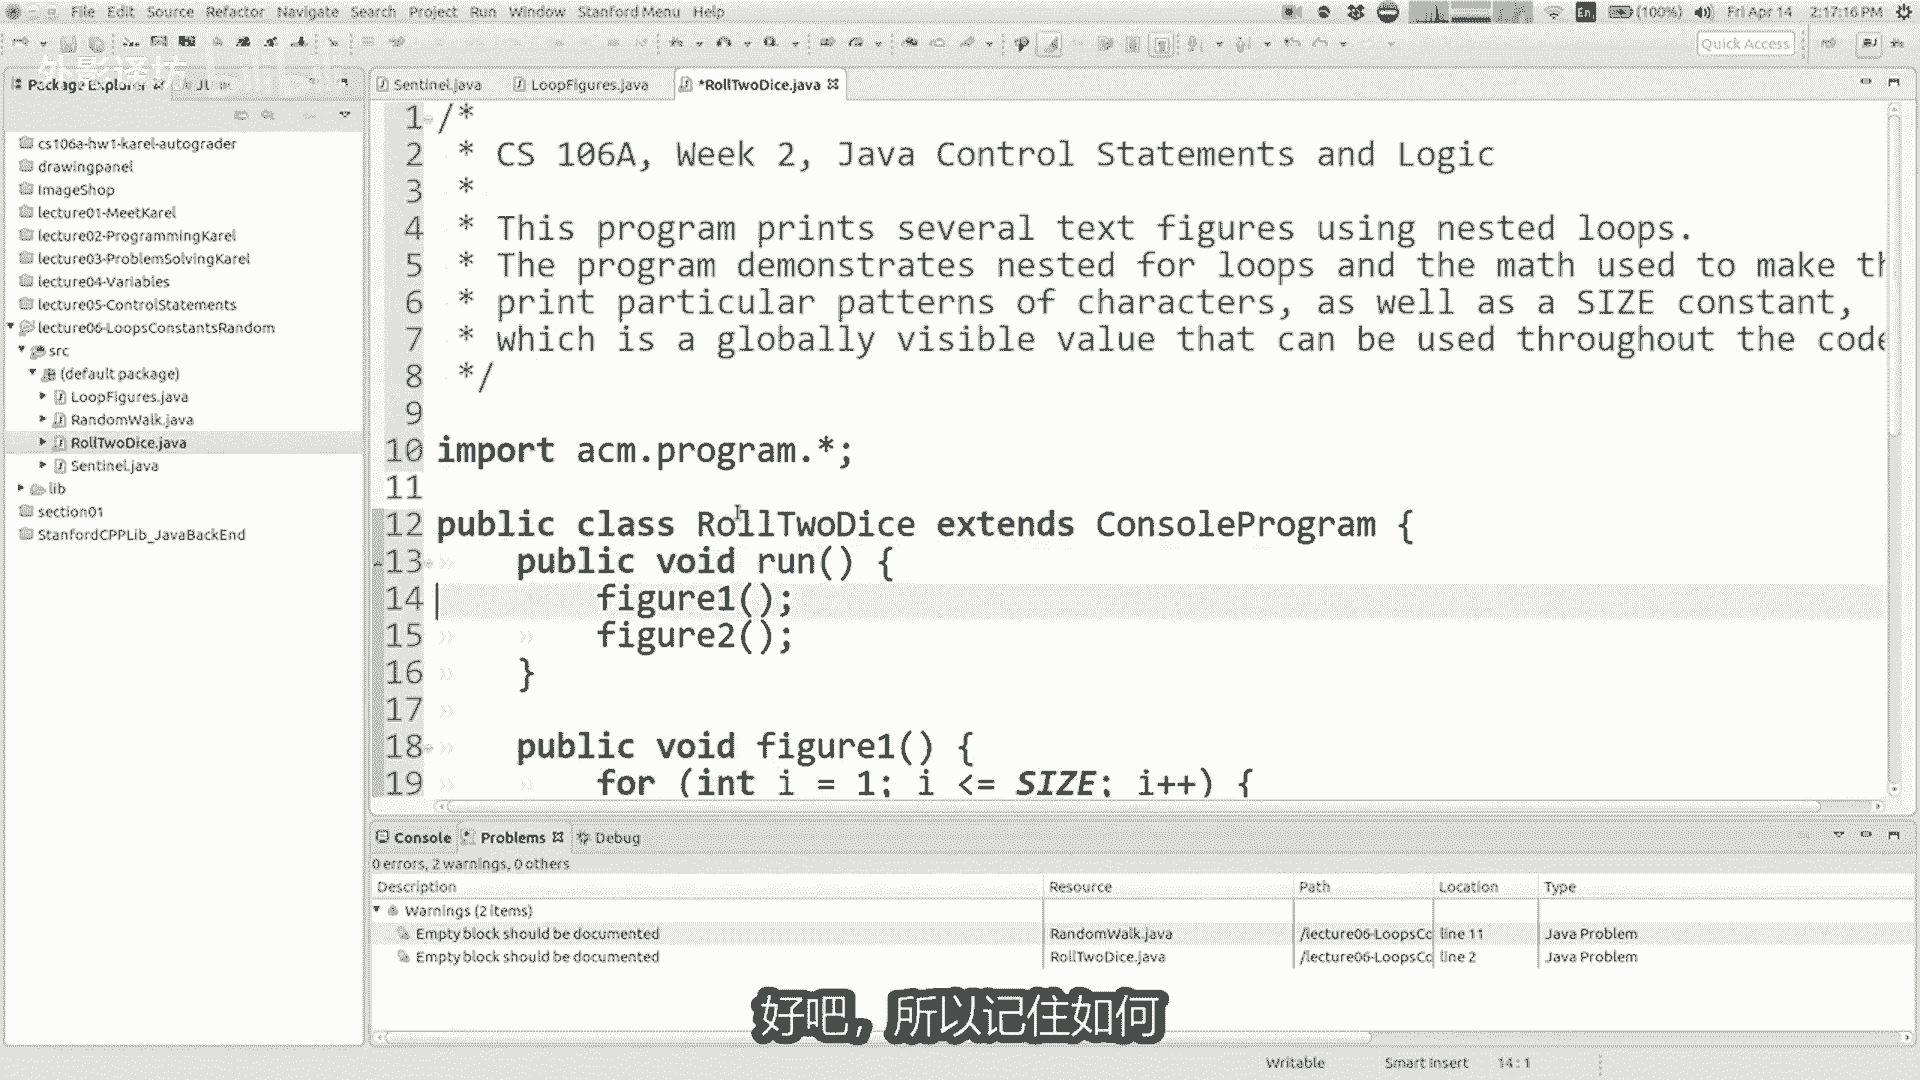 File Edit Source Refactor Navigate Search Project Run Window Stanford Menu Help
En (100%) Fri Apr 14 2:17:16 PM
Quick Access
外影译坊
Package Explorer
Sentinel.java LoopFigures.java *RollTwoDice.java
cs106a-hw1-karel-autograder
drawingpanel
ImageShop
lecture01-MeetKarel
lecture02-ProgrammingKarel
lecture03-ProblemSolvingKarel
lecture04-Variables
lecture05-ControlStatements
lecture06-LoopsConstantsRandom
src
(default package)
LoopFigures.java
RandomWalk.java
RollTwoDice.java
Sentinel.java
lib
section01
StanfordCPPLib_JavaBackEnd
1 /*
2 * CS 106A, Week 2, Java Control Statements and Logic
3 *
4 * This program prints several text figures using nested loops.
5 * The program demonstrates nested for loops and the math used to make th
6 * print particular patterns of characters, as well as a SIZE constant,
7 * which is a globally visible value that can be used throughout the code
8 */
9
10 import acm.program.*;
11
12 public class RollTwoDice extends ConsoleProgram {
13 public void run() {
14 figure1();
15 figure2();
16 }
17
18 public void figure1() {
19 for (int i = 1; i <= SIZE; i++) {
Console Problems Debug
0 errors, 2 warnings, 0 others
Description Resource Path Location Type
Warnings (2 items)
Empty block should be documented RandomWalk.java /lecture06-LoopsCo line 11 Java Problem
Empty block should be documented RollTwoDice.java /lecture06-LoopsCo line 2 Java Problem
好吧，所以记住如何
Writable Smart Insert 14 : 1